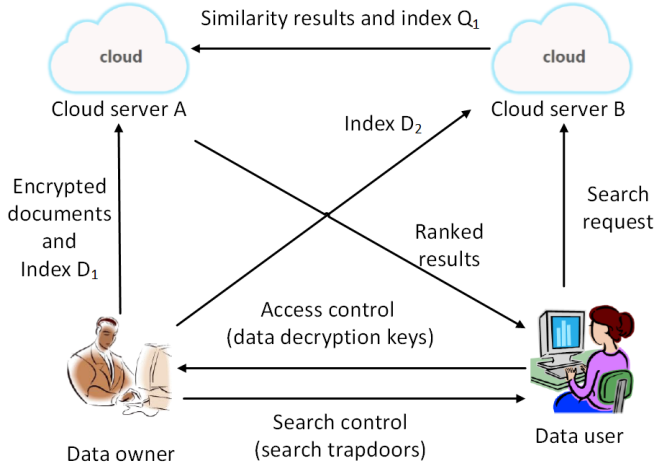 Similarity results and index Q₁
cloud
cloud
Cloud server A
Cloud server B
Index D₂
Encrypted
documents
and
Index D₁
Search
request
Ranked
results
Access control
(data decryption keys)
Search control
(search trapdoors)
Data owner
Data user